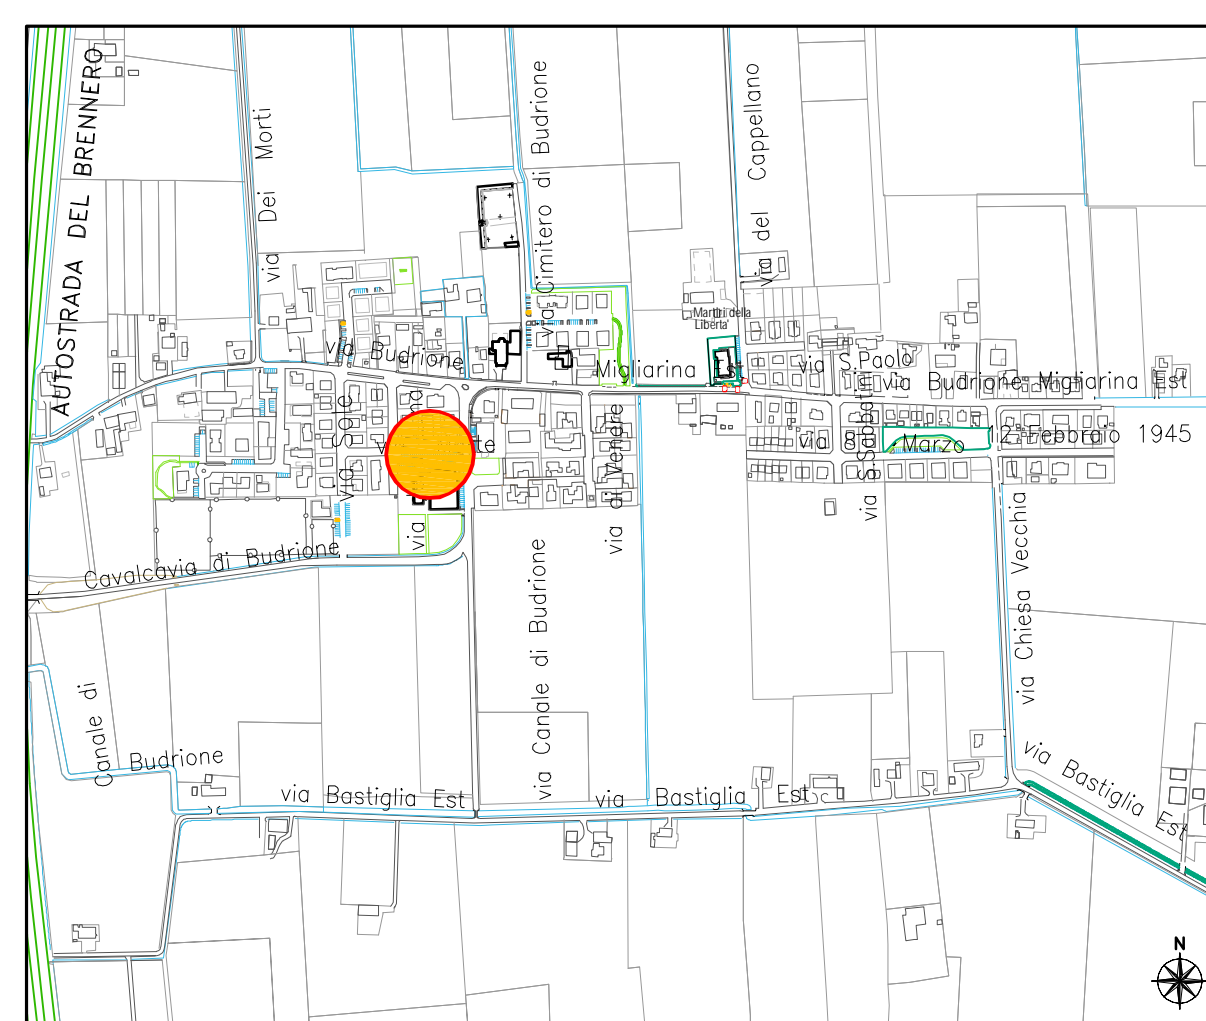 AUTOSTRADA DEL BRENNERO
via Dei Morti
via Cimitero di Budrione
via del Cappellano
Martiri della
Liberta'
via Budrione
Migliarina Est
via S.Paolo
via Budrione-Migliarina Est
via Sole
via 8 Marzo
12 Febbraio 1945
via S.Sabbatini
via di Venere
via
Cavalcavia di Budrione
via Canale di Budrione
via Chiesa Vecchia
Canale di
Budrione
via Bastiglia Est
via Bastiglia Est
via Bastiglia Est
N